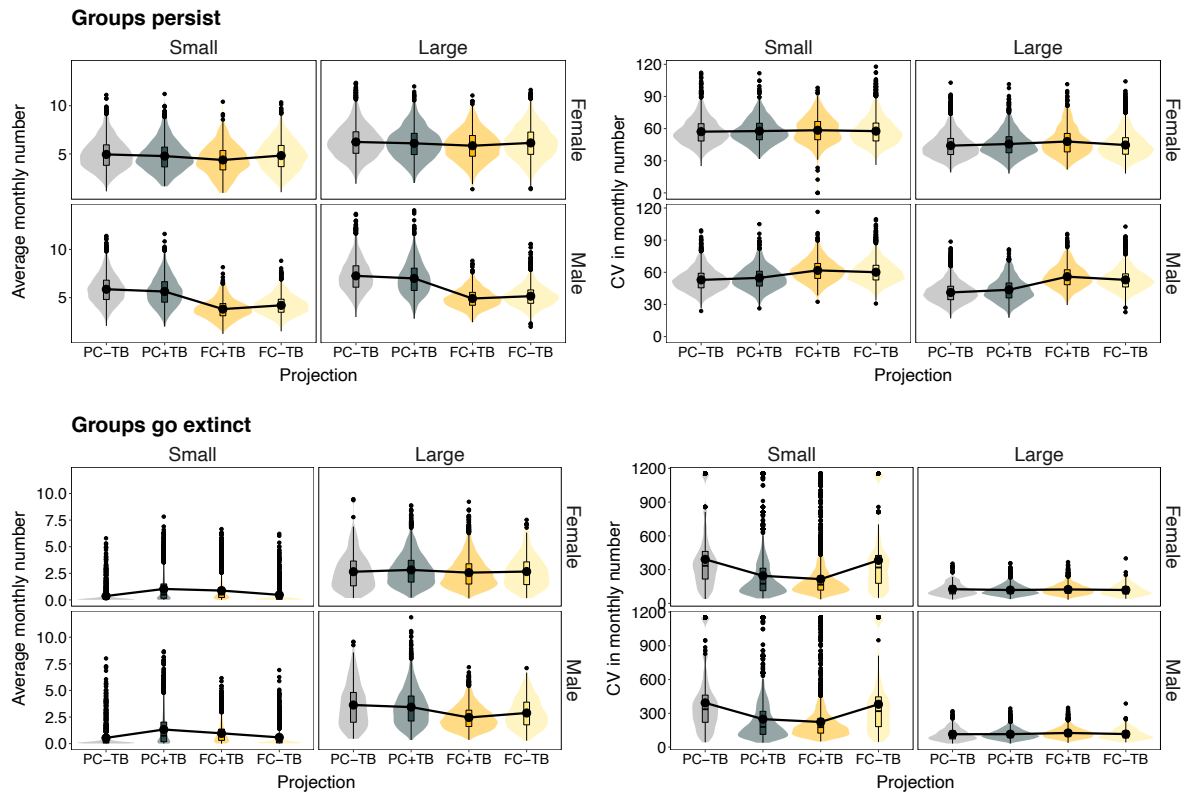 Groups persist
Small Large
Average monthly number
10
5
Female
10
5
Male
PC−TB PC+TB FC+TB FC−TB PC−TB PC+TB FC+TB FC−TB
Projection
Small Large
CV in monthly number
120
90
60
30
0
Female
120
90
60
30
0
Male
PC−TB PC+TB FC+TB FC−TB PC−TB PC+TB FC+TB FC−TB
Projection
Groups go extinct
Small Large
Average monthly number
10.0
7.5
5.0
2.5
0.0
Female
10.0
7.5
5.0
2.5
0.0
Male
PC−TB PC+TB FC+TB FC−TB PC−TB PC+TB FC+TB FC−TB
Projection
Small Large
CV in monthly number
1200
900
600
300
0
Female
1200
900
600
300
0
Male
PC−TB PC+TB FC+TB FC−TB PC−TB PC+TB FC+TB FC−TB
Projection